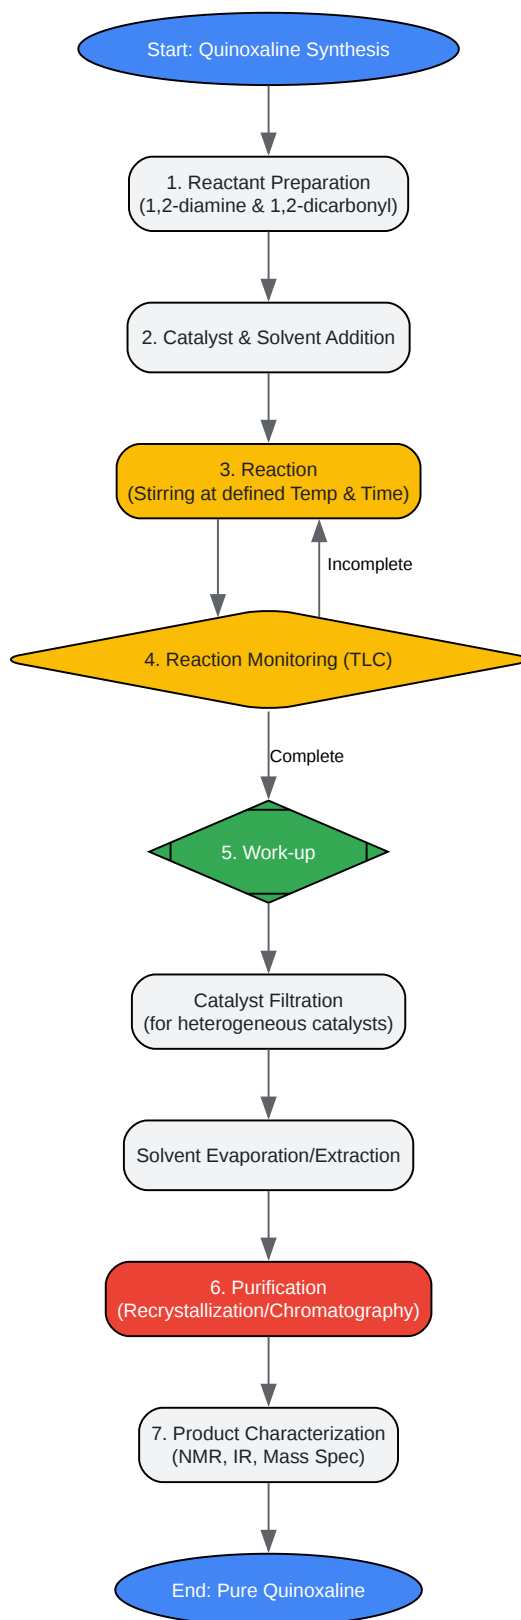 Start: Quinoxaline Synthesis
1. Reactant Preparation
(1,2-diamine & 1,2-dicarbonyl)
2. Catalyst & Solvent Addition
3. Reaction
(Stirring at defined Temp & Time)
Incomplete
4. Reaction Monitoring (TLC)
Complete
5. Work-up
Catalyst Filtration
(for heterogeneous catalysts)
Solvent Evaporation/Extraction
6. Purification
(Recrystallization/Chromatography)
7. Product Characterization
(NMR, IR, Mass Spec)
End: Pure Quinoxaline